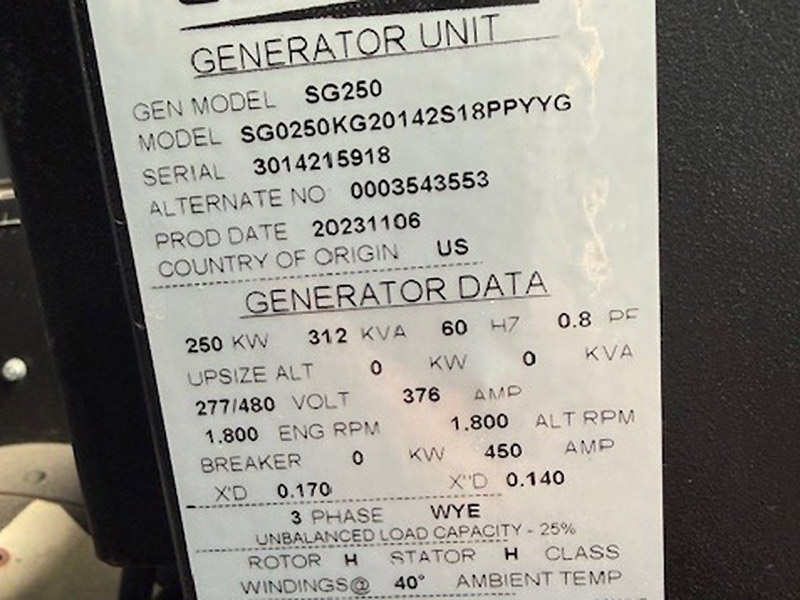 GENERATOR UNIT
GEN MODEL SG250
MODEL SG0250KG20142S18PPYYG
SERIAL 3014215918
ALTERNATE NO 0003543553
PROD DATE 20231106
COUNTRY OF ORIGIN US
GENERATOR DATA
250 KW 312 KVA 60 HZ 0.8 PF
UPSIZE ALT 0 KW 0 KVA
277/480 VOLT 376 AMP
1.800 ENG RPM 1.800 ALT RPM
BREAKER 0 KW 450 AMP
X'D 0.170 X"D 0.140
3 PHASE WYE
UNBALANCED LOAD CAPACITY - 25%
ROTOR H STATOR H CLASS
WINDINGS@ 40° AMBIENT TEMP